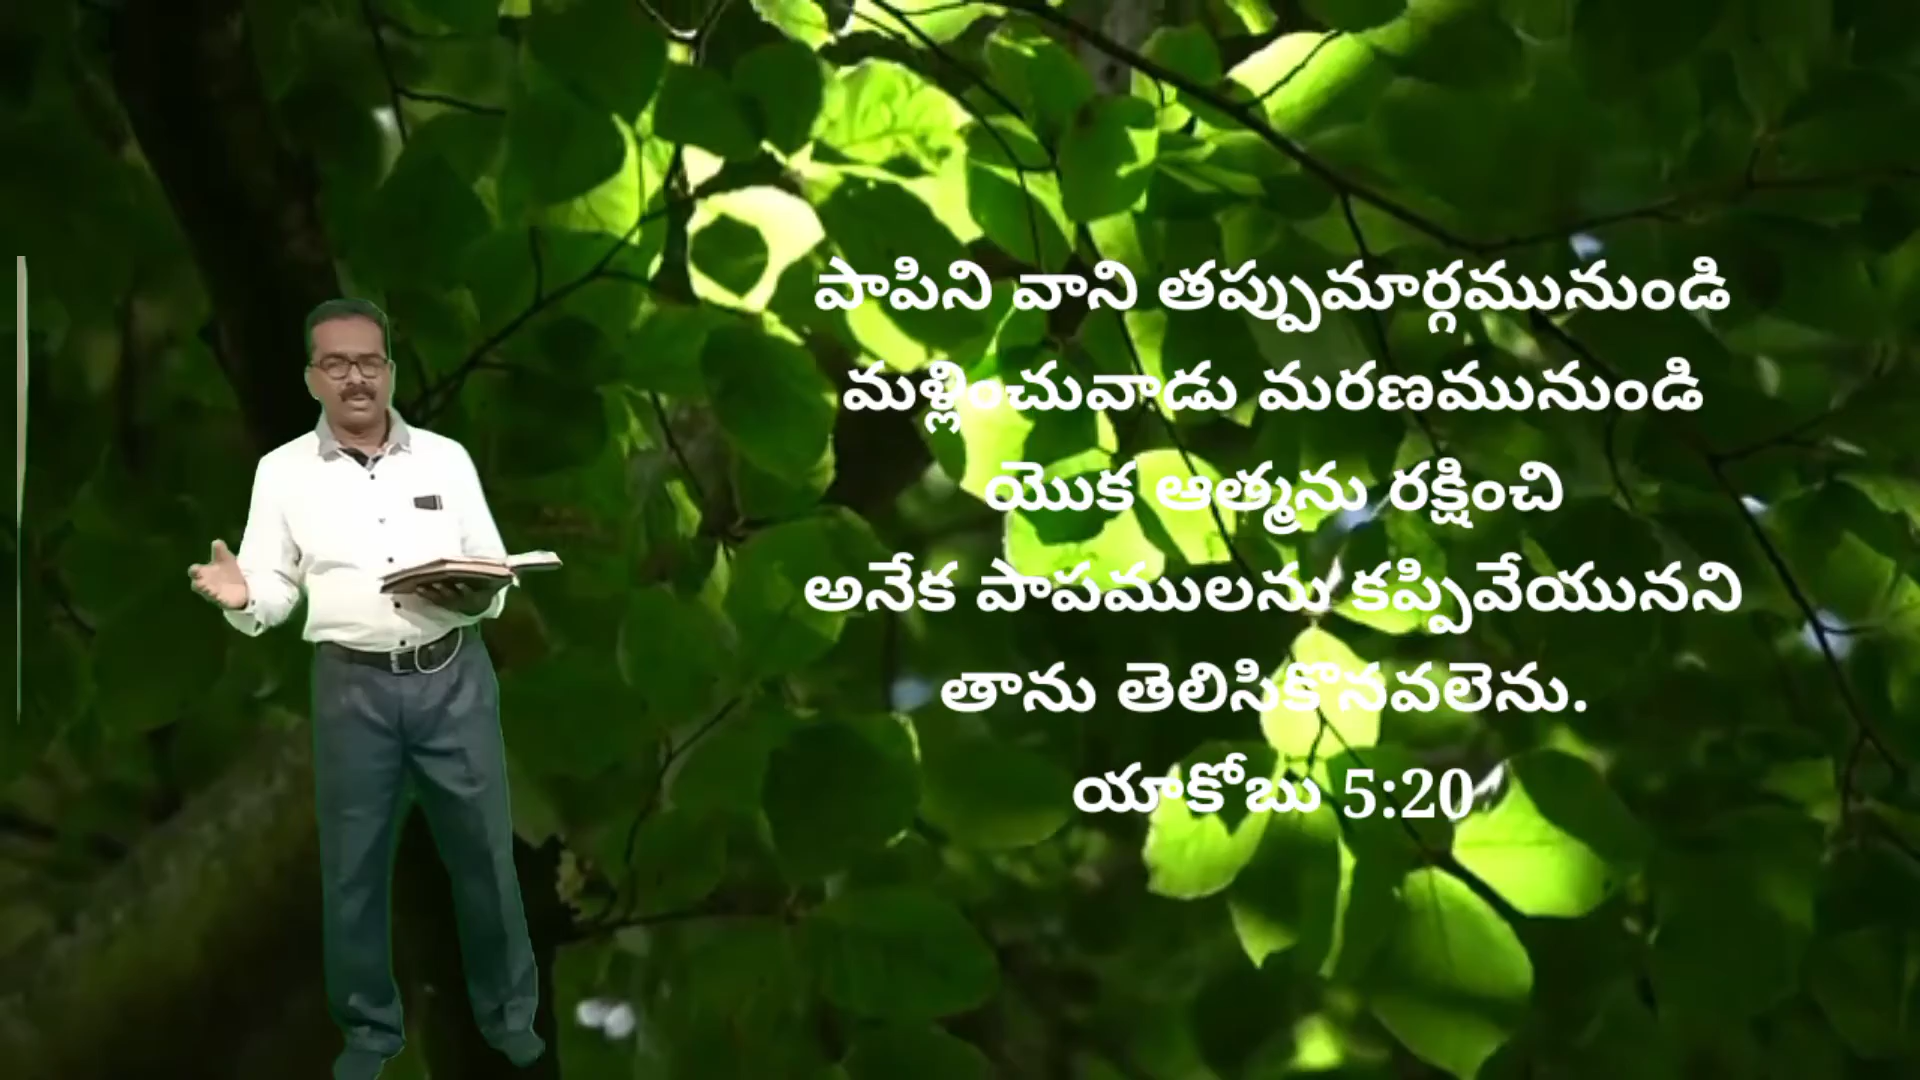 పాపిని వాని తప్పుమార్గమునుండి
మళ్లించువాడు మరణమునుండి
యొక ఆత్మను రక్షించి
అనేక పాపములను కప్పివేయునని
తాను తెలిసికొనవలెను.
యాకోబు 5:20